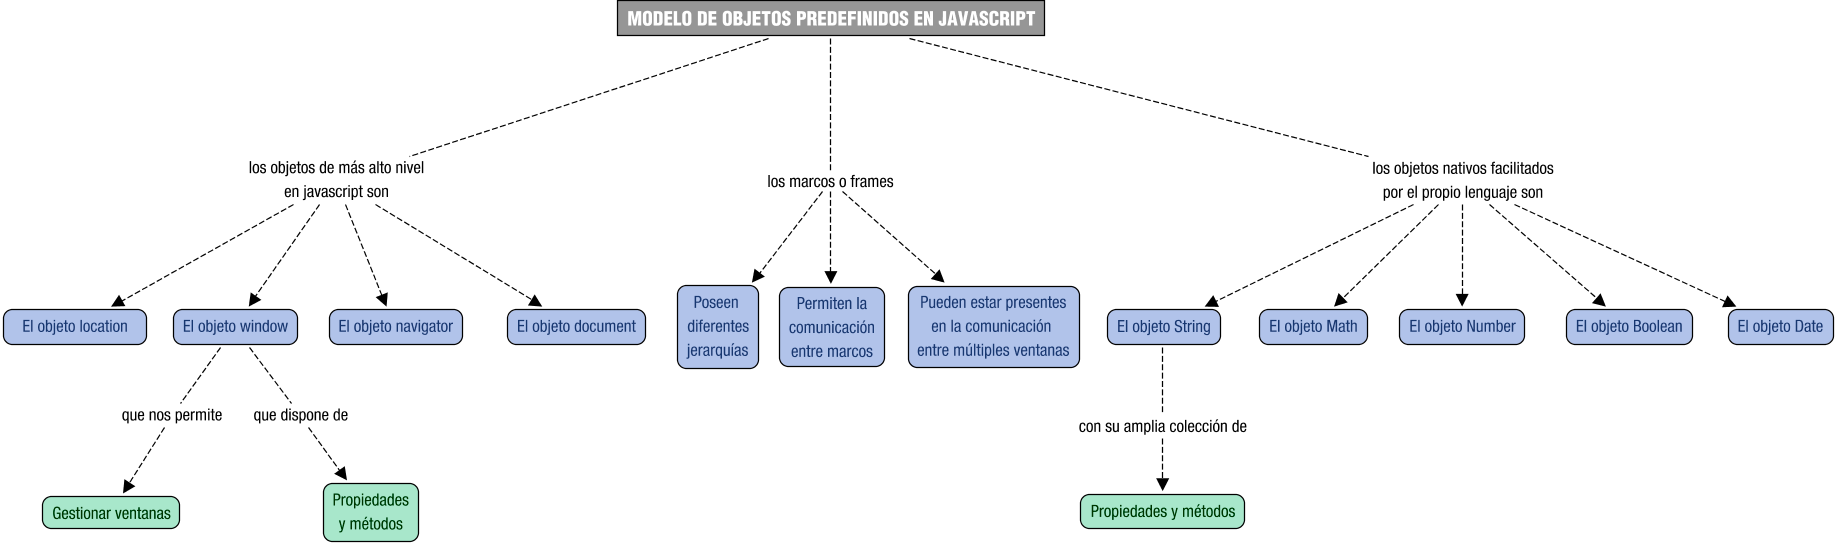 MODELO DE OBJETOS PREDEFINIDOS EN JAVASCRIPT
los objetos de más alto nivel
en javascript son
los marcos o frames
los objetos nativos facilitados
por el propio lenguaje son
El objeto location
El objeto window
El objeto navigator
El objeto document
Poseen
diferentes
jerarquías
Permiten la
comunicación
entre marcos
Pueden estar presentes
en la comunicación
entre múltiples ventanas
El objeto String
El objeto Math
El objeto Number
El objeto Boolean
El objeto Date
que nos permite
que dispone de
con su amplia colección de
Gestionar ventanas
Propiedades
y métodos
Propiedades y métodos